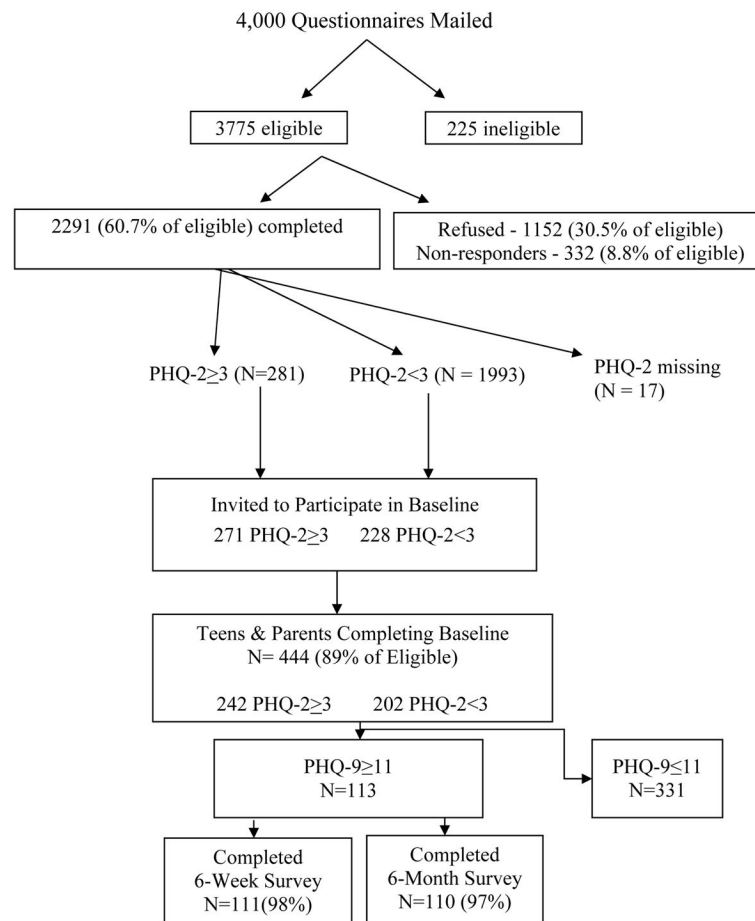 4,000 Questionnaires Mailed
3775 eligible
225 ineligible
2291 (60.7% of eligible) completed
Refused - 1152 (30.5% of eligible)
Non-responders - 332 (8.8% of eligible)
PHQ-2≥3 (N=281)
PHQ-2<3 (N = 1993)
PHQ-2 missing
(N = 17)
Invited to Participate in Baseline
271 PHQ-2≥3 228 PHQ-2<3
Teens & Parents Completing Baseline
N= 444 (89% of Eligible)
242 PHQ-2≥3 202 PHQ-2<3
PHQ-9≥11
N=113
PHQ-9≤11
N=331
Completed
6-Week Survey
N=111(98%)
Completed
6-Month Survey
N=110 (97%)